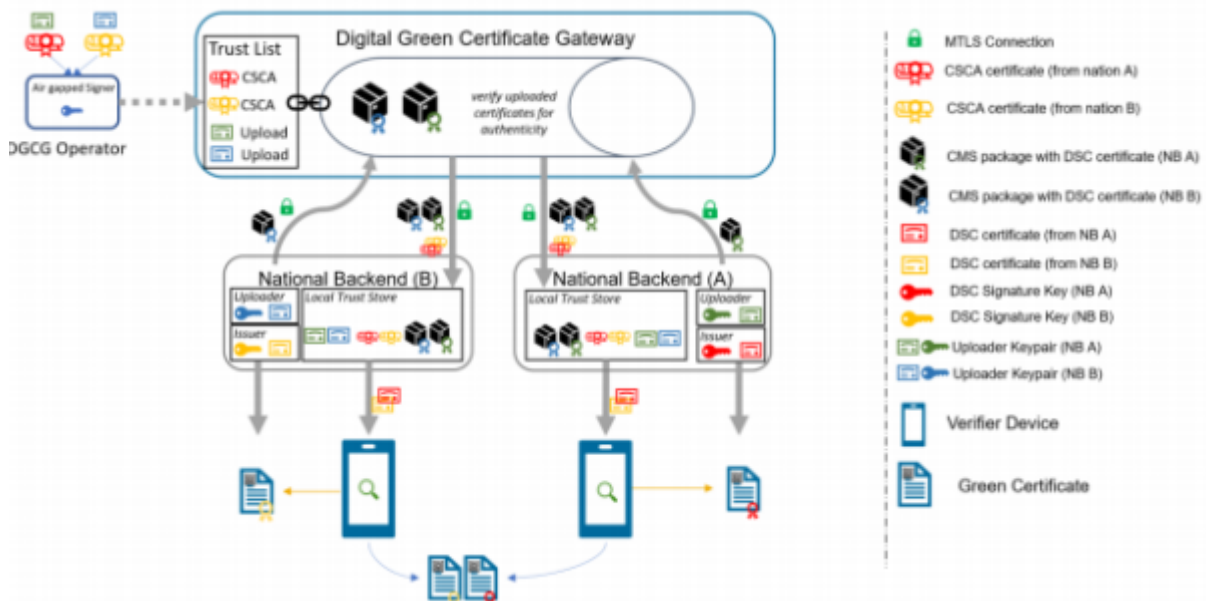 Digital Green Certificate Gateway
Trust List
CSCA
CSCA
Upload
Upload
verify uploaded
certificates for
authenticity
Air gapped Signer
DGCG Operator
National Backend (B)
Uploader
Issuer
Local Trust Store
National Backend (A)
Local Trust Store
Uploader
Issuer
MTLS Connection
CSCA certificate (from nation A)
CSCA certificate (from nation B)
CMS package with DSC certificate (NB A)
CMS package with DSC certificate (NB B)
DSC certificate (from NB A)
DSC certificate (from NB B)
DSC Signature Key (NB A)
DSC Signature Key (NB B)
Uploader Keypair (NB A)
Uploader Keypair (NB B)
Verifier Device
Green Certificate